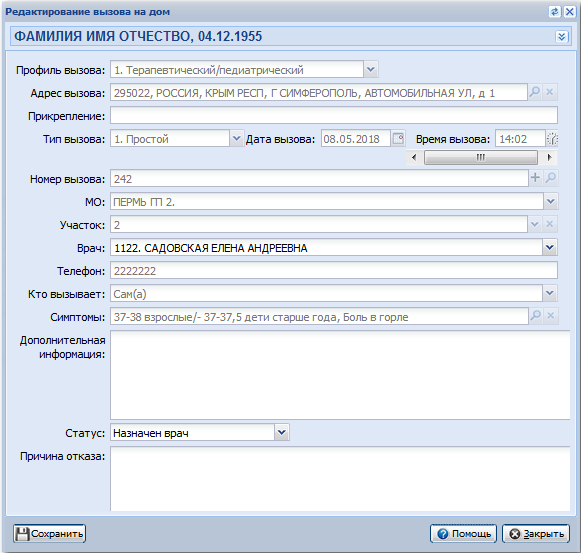 Редактирование вызова на дом
ФАМИЛИЯ ИМЯ ОТЧЕСТВО, 04.12.1955
Профиль вызова: 1. Терапевтический/педиатрический
Адрес вызова: 295022, РОССИЯ, КРЫМ РЕСП, Г СИМФЕРОПОЛЬ, АВТОМОБИЛЬНАЯ УЛ, д 1
Прикрепление:
Тип вызова: 1. Простой Дата вызова: 08.05.2018 Время вызова: 14:02
Номер вызова: 242
МО: ПЕРМЬ ГП 2.
Участок: 2
Врач: 1122. САДОВСКАЯ ЕЛЕНА АНДРЕЕВНА
Телефон: 2222222
Кто вызывает: Сам(а)
Симптомы: 37-38 взрослые/- 37-37,5 дети старше года, Боль в горле
Дополнительная
информация:
Статус: Назначен врач
Причина отказа:
Сохранить Помощь Закрыть